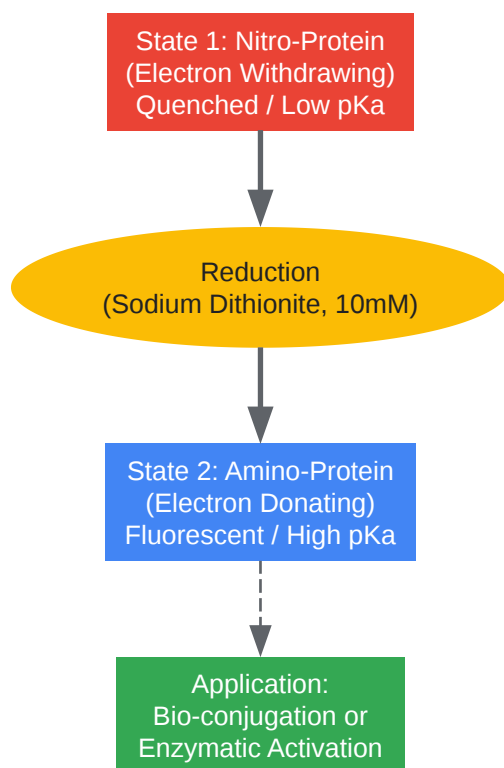 State 1: Nitro-Protein
(Electron Withdrawing)
Quenched / Low pKa
Reduction
(Sodium Dithionite, 10mM)
State 2: Amino-Protein
(Electron Donating)
Fluorescent / High pKa
Application:
Bio-conjugation or
Enzymatic Activation